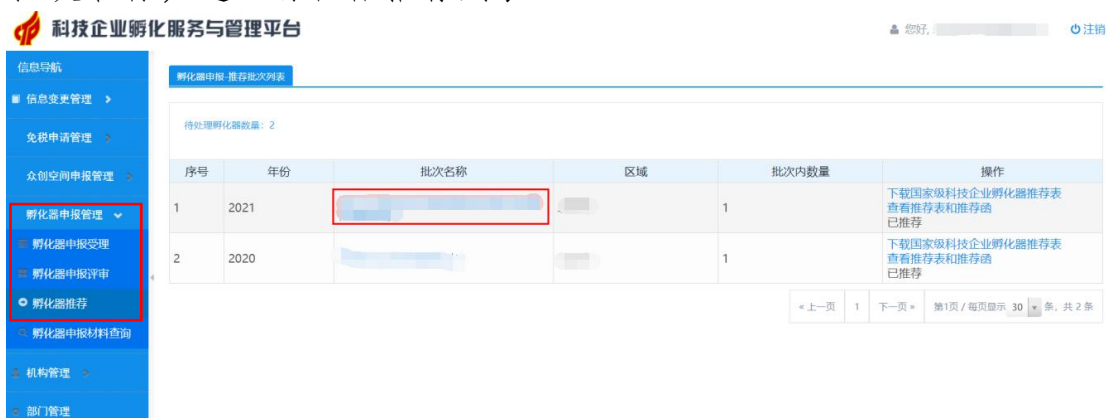 科技企业孵化服务与管理平台
您好,
注销
信息导航
信息变更管理
免税申请管理
众创空间申报管理
孵化器申报管理
孵化器申报受理
孵化器申报评审
孵化器推荐
孵化器申报材料查询
机构管理
部门管理
孵化器申报-推荐批次列表
待处理孵化器数量: 2
序号 年份 批次名称 区域 批次内数量 操作
1 2021 1 下载国家级科技企业孵化器推荐表
查看推荐表和推荐函
已推荐
2 2020 1 下载国家级科技企业孵化器推荐表
查看推荐表和推荐函
已推荐
«上一页 1 下一页» 第1页/每页显示 30 条, 共2条